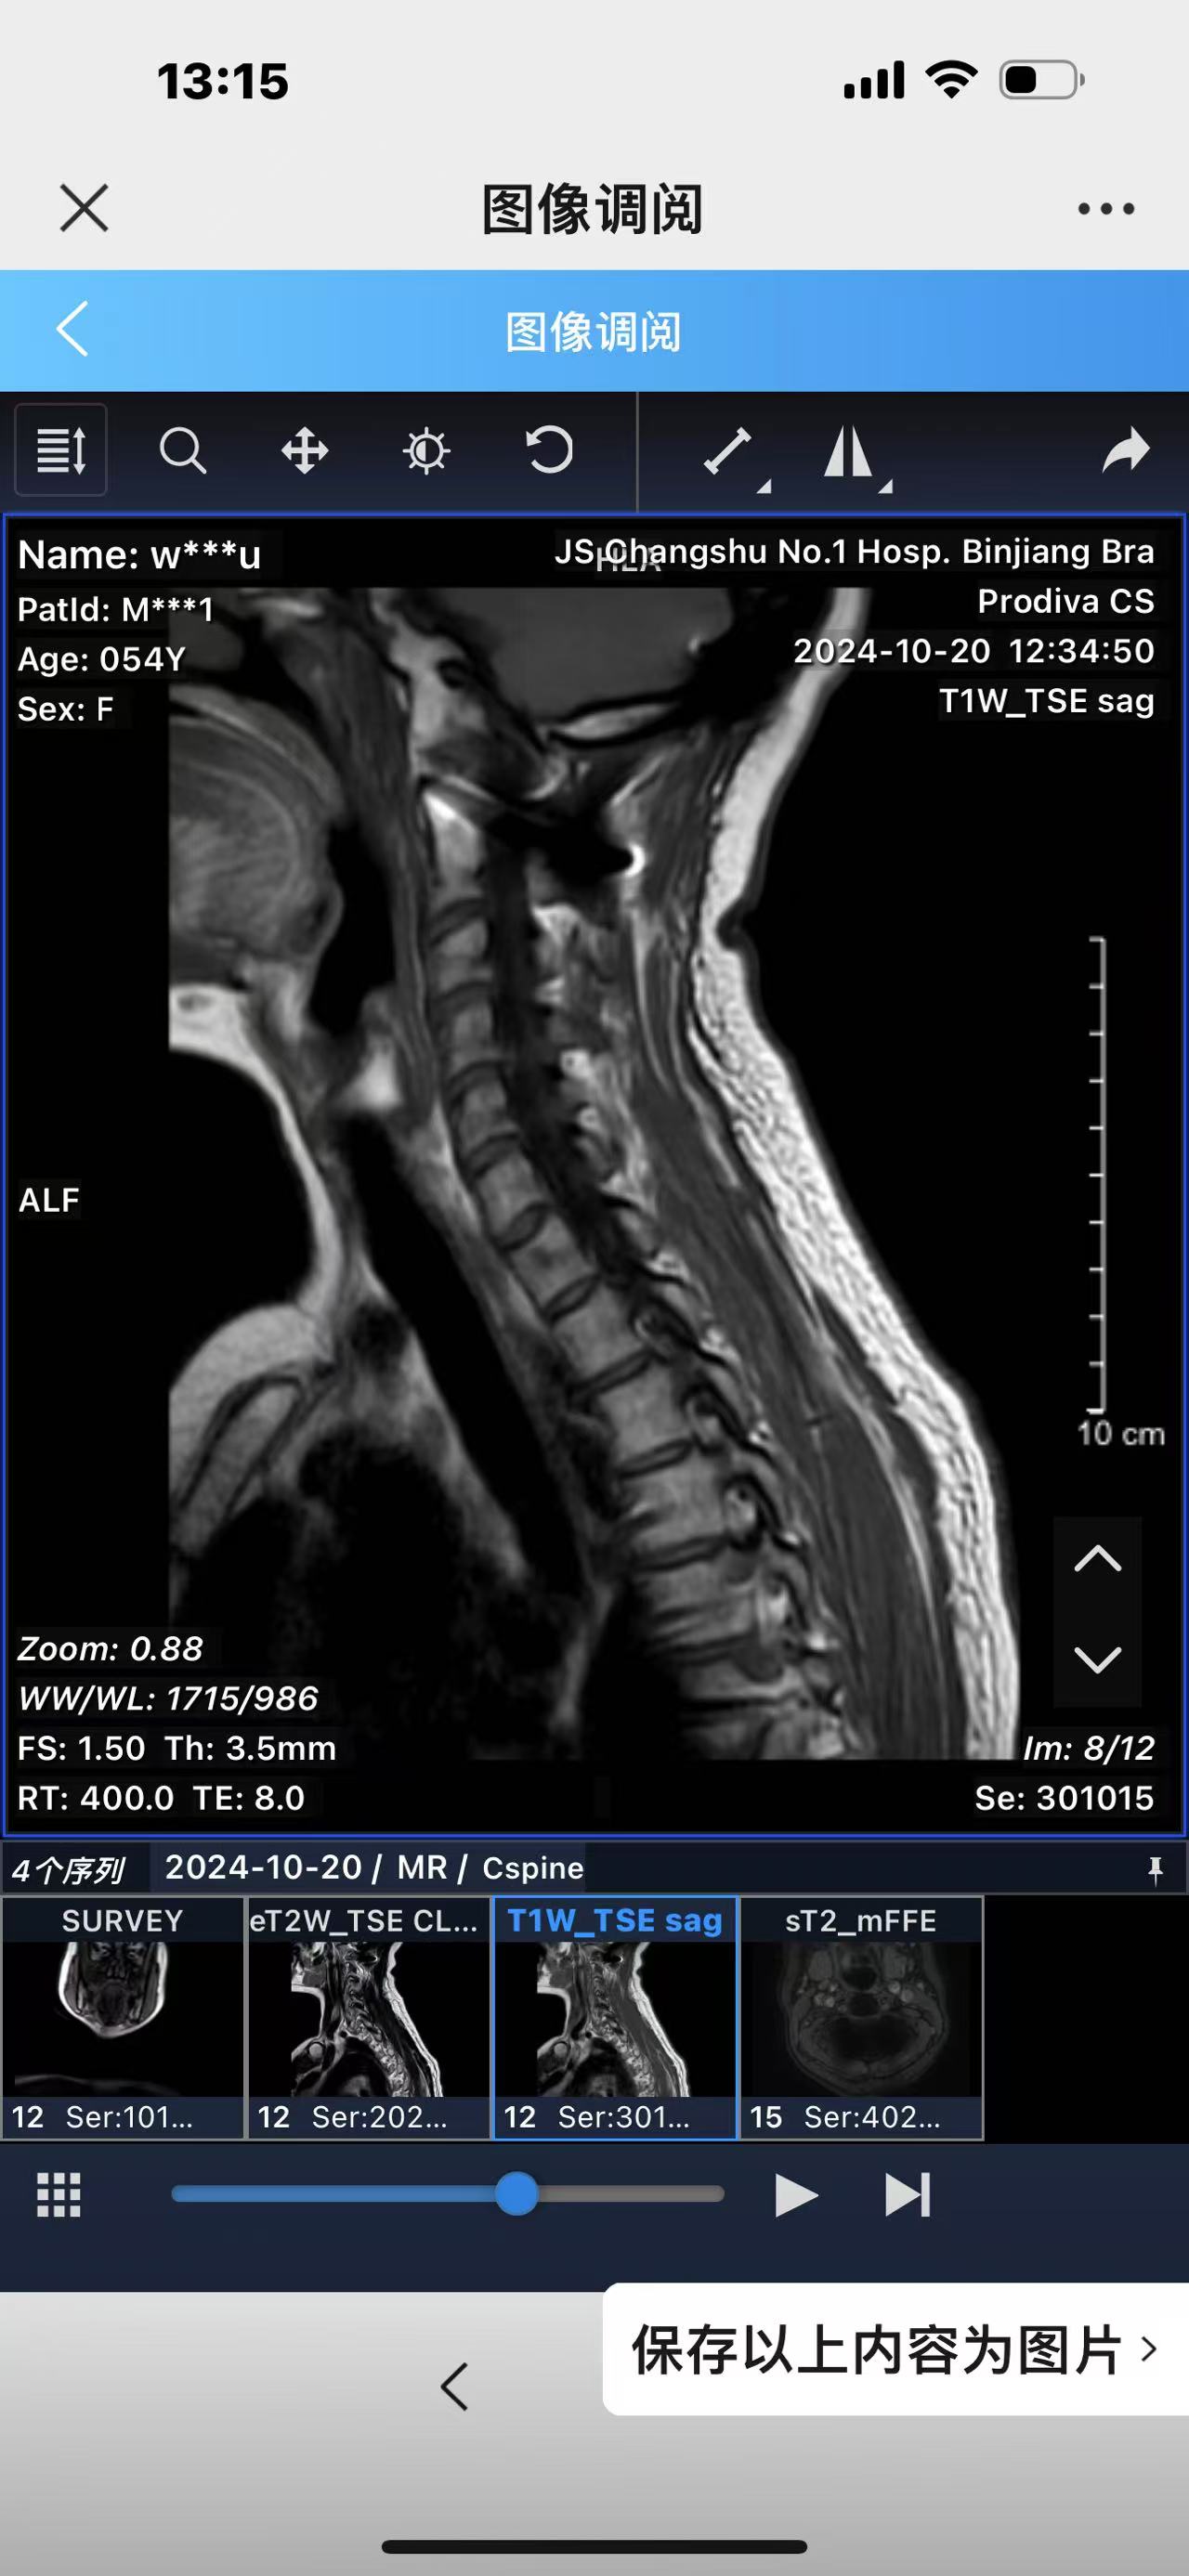 13:15
图像调阅
图像调阅
Name: w***u
JS Changshu No.1 Hosp. Binjiang Bra
HLA
PatId: M***1
Prodiva CS
Age: 054Y
2024-10-20 12:34:50
Sex: F
T1W_TSE sag
ALF
10 cm
Zoom: 0.88
WW/WL: 1715/986
FS: 1.50 Th: 3.5mm
Im: 8/12
RT: 400.0 TE: 8.0
Se: 301015
4个序列 2024-10-20 / MR / Cspine
SURVEY
eT2W_TSE CL...
T1W_TSE sag
sT2_mFFE
12 Ser:101...
12 Ser:202...
12 Ser:301...
15 Ser:402...
保存以上内容为图片